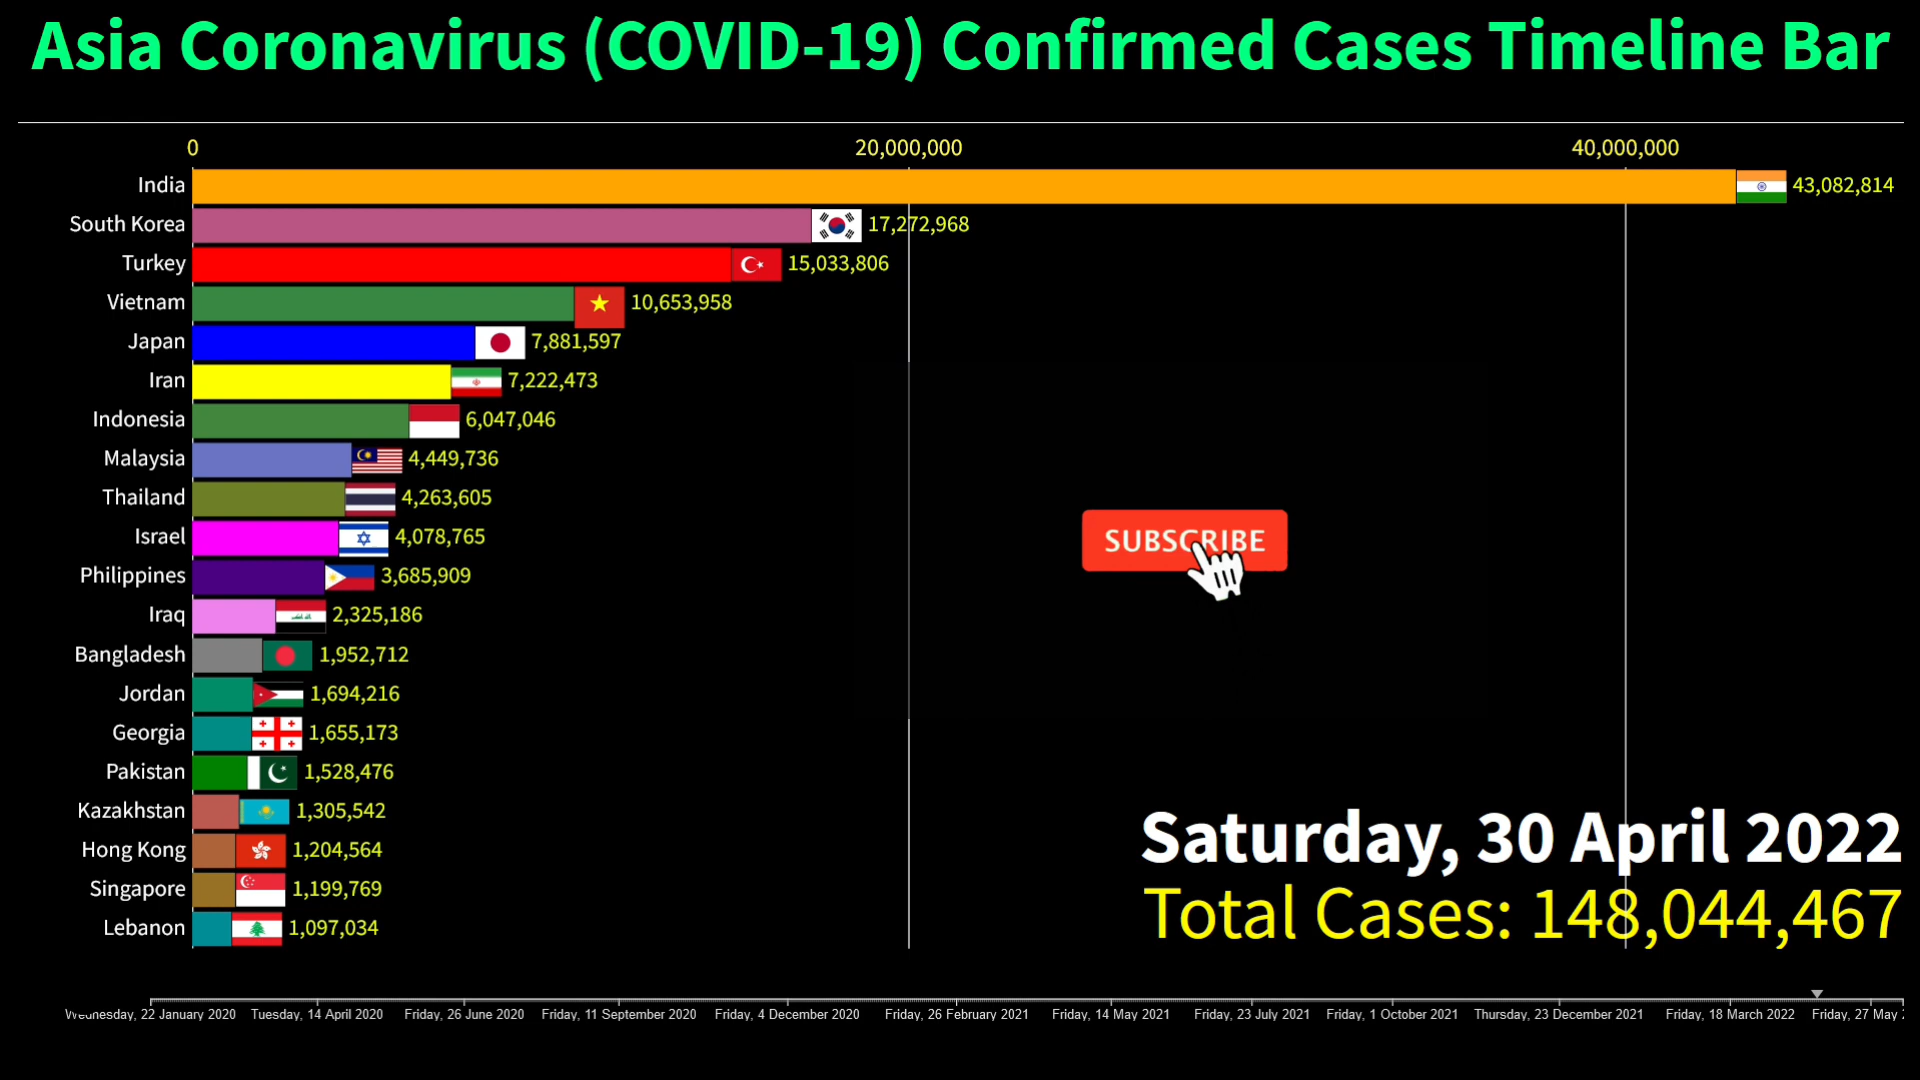 Asia Coronavirus (COVID-19) Confirmed Cases Timeline Bar
0 20,000,000 40,000,000
India 43,082,814
South Korea 17,272,968
Turkey 15,033,806
Vietnam 10,653,958
Japan 7,881,597
Iran 7,222,473
Indonesia 6,047,046
Malaysia 4,449,736
Thailand 4,263,605
Israel 4,078,765
SUBSCRIBE
Philippines 3,685,909
Iraq 2,325,186
Bangladesh 1,952,712
Jordan 1,694,216
Georgia 1,655,173
Pakistan 1,528,476
Kazakhstan 1,305,542
Hong Kong 1,204,564
Singapore 1,199,769
Lebanon 1,097,034
Saturday, 30 April 2022
Total Cases: 148,044,467
Wednesday, 22 January 2020 Tuesday, 14 April 2020 Friday, 26 June 2020 Friday, 11 September 2020 Friday, 4 December 2020 Friday, 26 February 2021 Friday, 14 May 2021 Friday, 23 July 2021 Friday, 1 October 2021 Thursday, 23 December 2021 Friday, 18 March 2022 Friday, 27 May